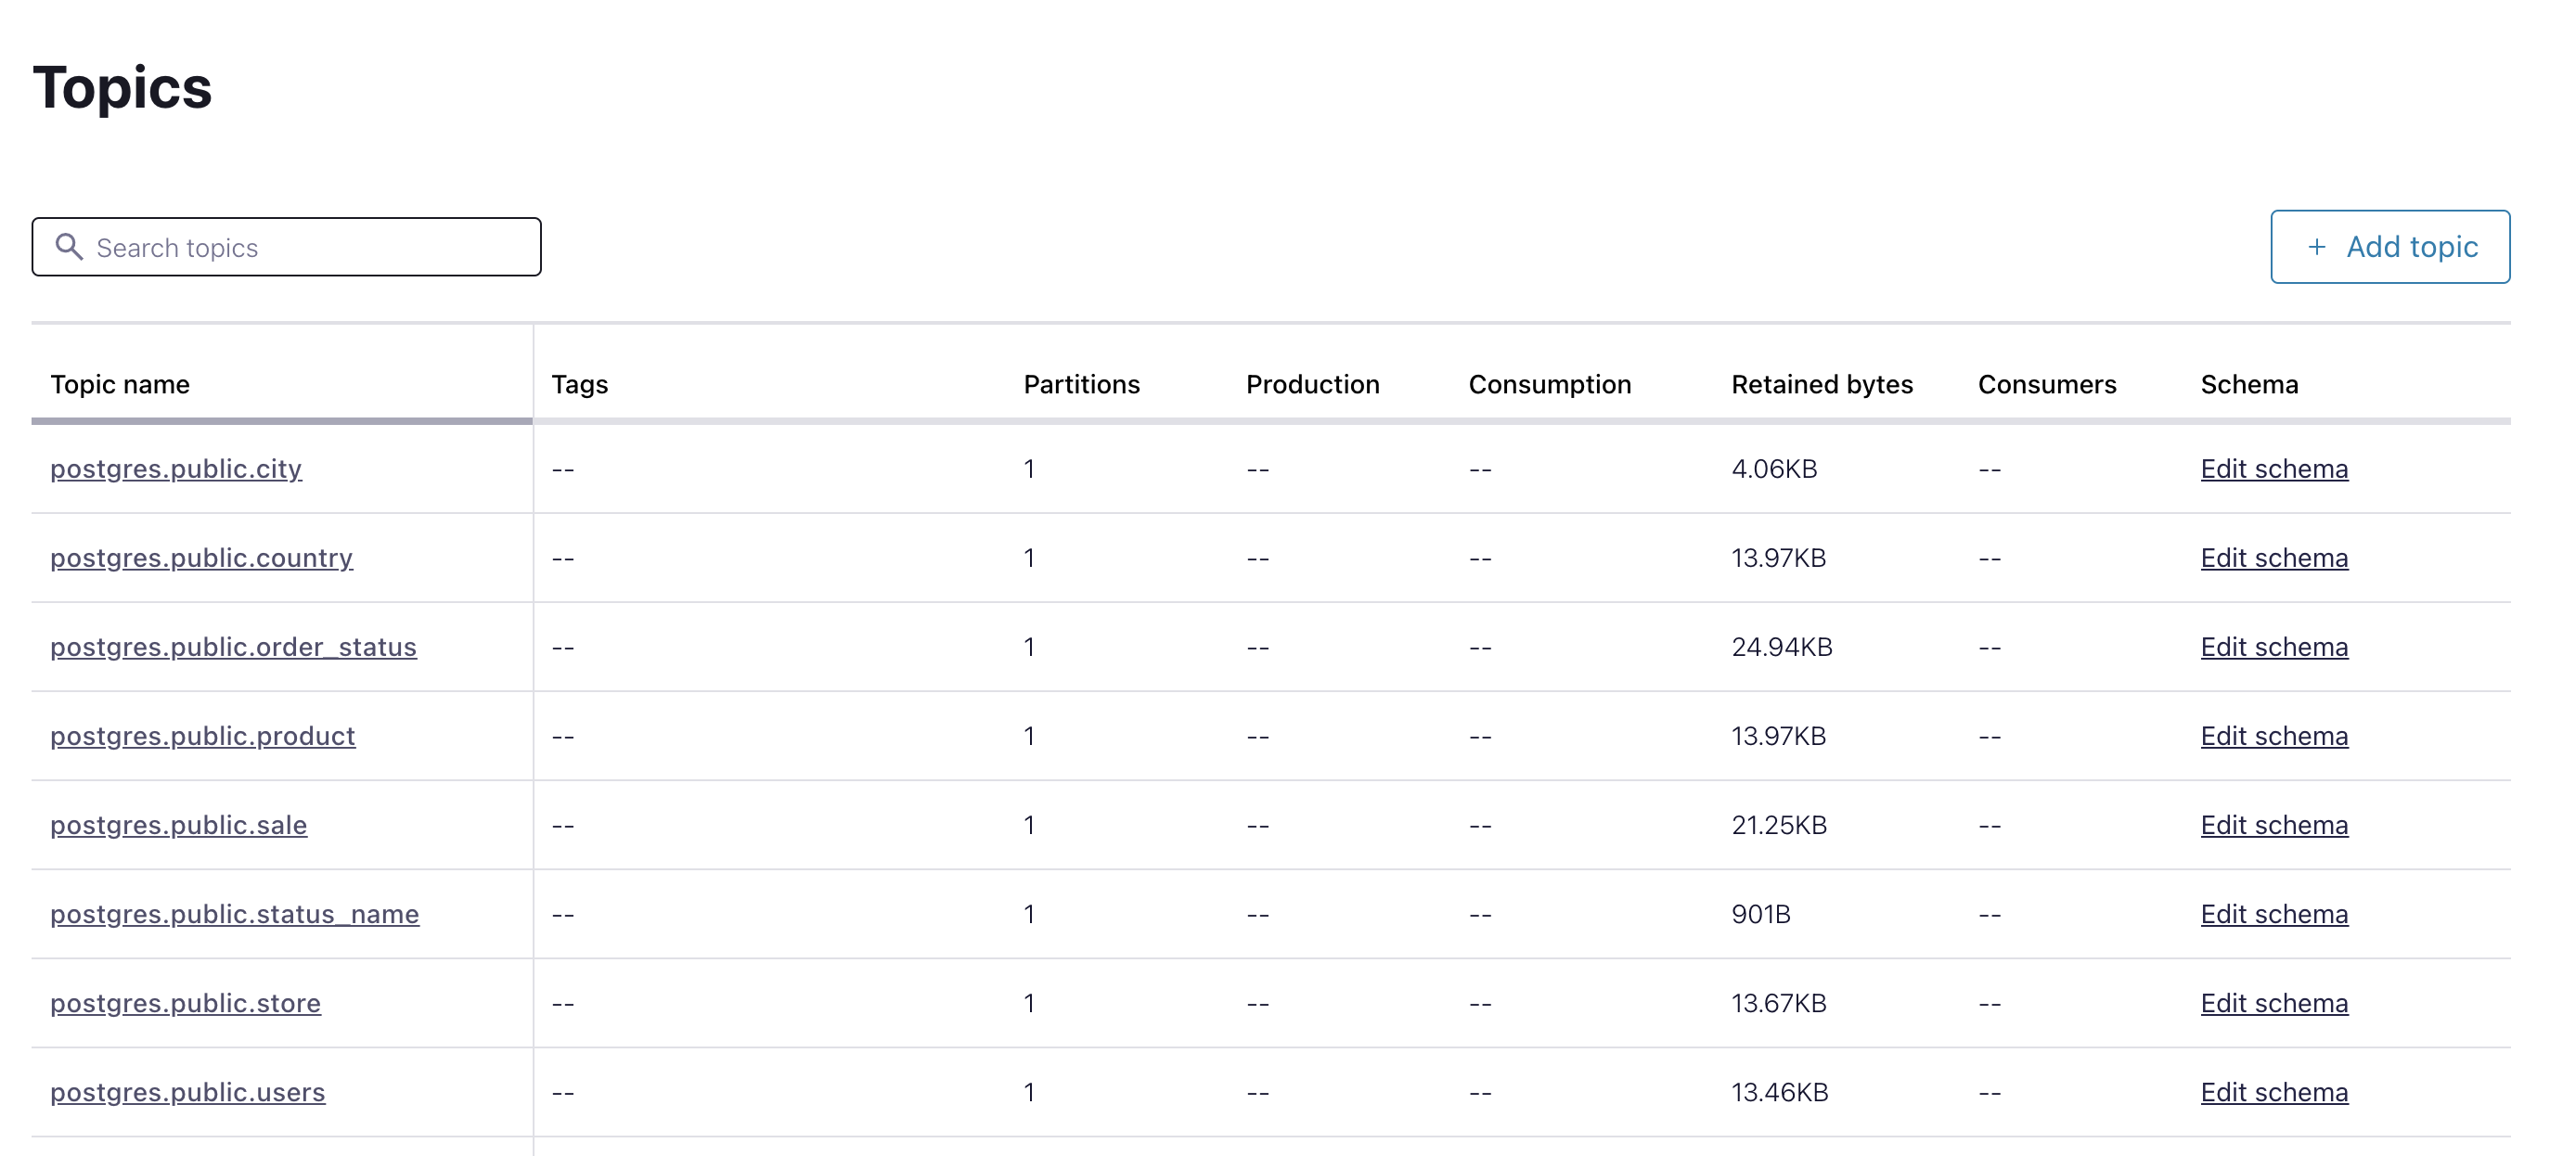 Topics
Search topics
+ Add topic
Topic name Tags Partitions Production Consumption Retained bytes Consumers Schema
postgres.public.city -- 1 -- -- 4.06KB -- Edit schema
postgres.public.country -- 1 -- -- 13.97KB -- Edit schema
postgres.public.order_status -- 1 -- -- 24.94KB -- Edit schema
postgres.public.product -- 1 -- -- 13.97KB -- Edit schema
postgres.public.sale -- 1 -- -- 21.25KB -- Edit schema
postgres.public.status_name -- 1 -- -- 901B -- Edit schema
postgres.public.store -- 1 -- -- 13.67KB -- Edit schema
postgres.public.users -- 1 -- -- 13.46KB -- Edit schema